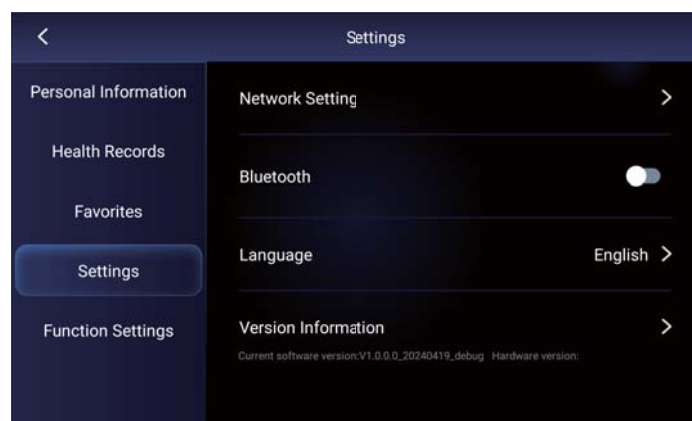 Settings
Personal Information
Health Records
Favorites
Settings
Function Settings
Network Setting
Bluetooth
Language
English
Version Information
Current software version:V1.0.0.0_20240419_debug Hardware version: